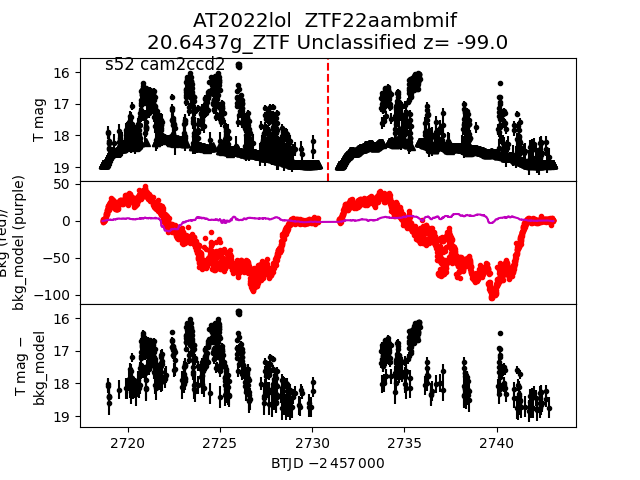 AT2022lol  ZTF22aambmif
20.6437g_ZTF Unclassified z= -99.0
s52 cam2ccd2
16
17
18
19
T mag
50
0
−50
−100
Bkg (red)/
bkg_model (purple)
16
17
18
19
T mag −
bkg_model
2720
2725
2730
2735
2740
BTJD −2 457 000